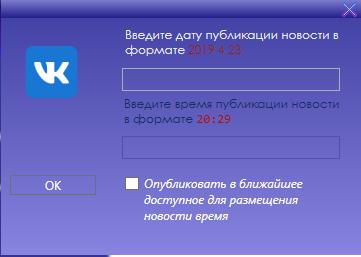 Введите дату публикации новости в
формате 2019 4 23
Введите время публикации новости
в формате 20:29
OK
Опубликовать в ближайшее
доступное для размещения
новости время